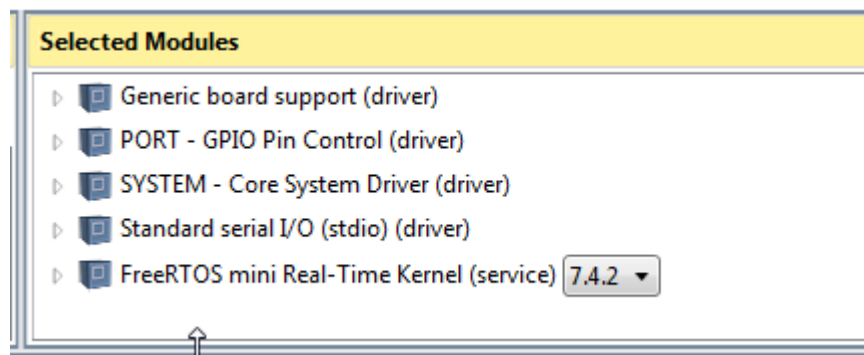 Selected Modules
Generic board support (driver)
PORT - GPIO Pin Control (driver)
SYSTEM - Core System Driver (driver)
Standard serial I/O (stdio) (driver)
FreeRTOS mini Real-Time Kernel (service) 7.4.2